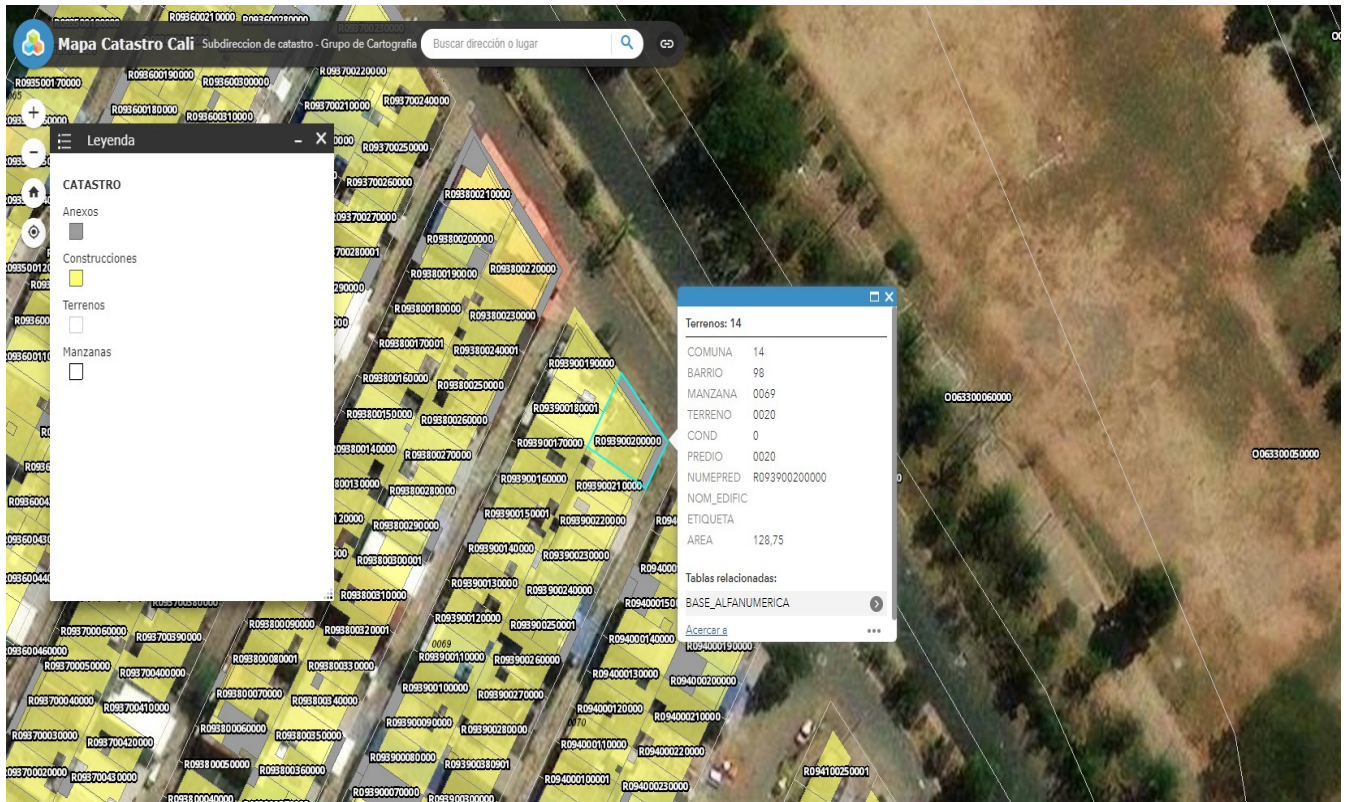 R093600210000
Mapa Catastro Cali Subdireccion de catastro - Grupo de Cartografia
Buscar dirección o lugar
R093600190000
R093600300000
R093700220000
R093600180000
R093600310000
R093700210000
R093700240000
R093700250000
R093700260000
Leyenda
CATASTRO
Anexos
Construcciones
Terrenos
Manzanas
R093800210000
R093800200000
R093800190000
R093800220000
R093800180000
R093800230000
R093800170001
R093800240001
R093800160000
R093800250000
R093800150000
R093800260000
R093800140000
R093800270000
R093800280000
R093800290000
R093800300001
R093800310000
R093900190000
R093900180001
R093900170000
R093900200000
R093900160000
R093900210000
R093900150001
R093900220000
R093900140000
R093900230000
R093900130000
R093900240000
R093900120000
R093900250001
0069
R093900110000
R093900260000
R093900100000
R093900270000
R093900090000
R093900280000
R093900080000
R093900380901
R093900070000
R093900300000
Terrenos: 14
COMUNA 14
BARRIO 98
MANZANA 0069
TERRENO 0020
COND 0
PREDIO 0020
NUMEPRED R093900200000
NOM_EDIFIC
ETIQUETA
AREA 128,75
Tablas relacionadas:
BASE_ALFANUMERICA
Acercar a
O063300060000
O063300050000
R094000140000
R094000190000
R094000130000
R094000200000
R094000120000
R094000210000
0070
R094000110000
R094000220000
R094000100001
R094000230000
R094100250001
R093700060000
R093700390000
R093800090000
R093800320001
R093700050000
R093700400000
R093800080001
R093800330000
R093700040000
R093700410000
R093800070000
R093800340000
R093700030000
R093700420000
R093800060000
R093800350000
R093700020000
R093700430000
R093800050000
R093800360000
R093800040000